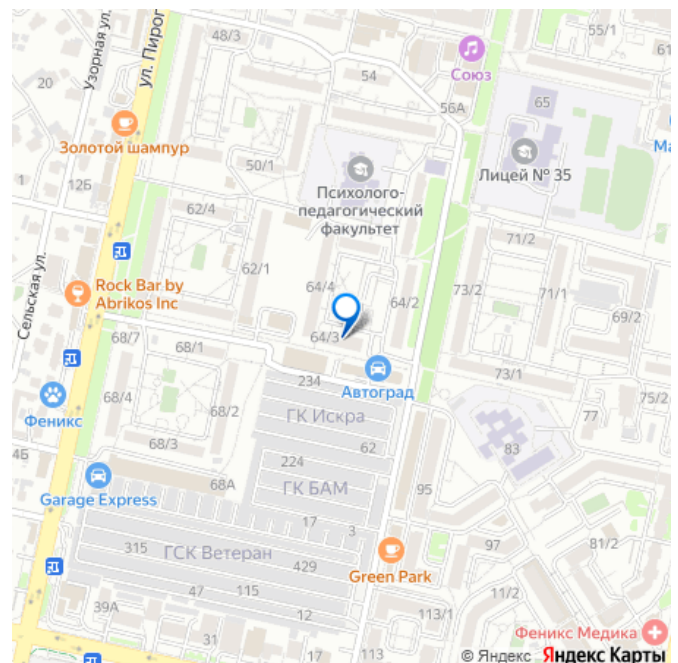 55/1
48/3
Узорная ул.
ул. Пирог
54
Союз
61
20
56А
65
Золотой шампур
Ма
50/1
Лицей № 35
1
12Б
Психолого-
педагогический
факультет
62/4
71/2
62/1
64/4
73/2
71/1
Rock Bar by
Abrikos Inc
64/2
69/2
Сельская ул.
68/7
68/1
64/3
73/1
234
Автоград
68/4
75/2
Феникс
68/2
ГК Искра
77
68/3
62
83
4Б
224
68А
ГК БАМ
95
Garage Express
17
3
315
ГСК Ветеран
97
81/2
429
Green Park
47
115
11/2
39А
12
113/1
31
Феникс Медика
© Яндекс Яндекс Карты